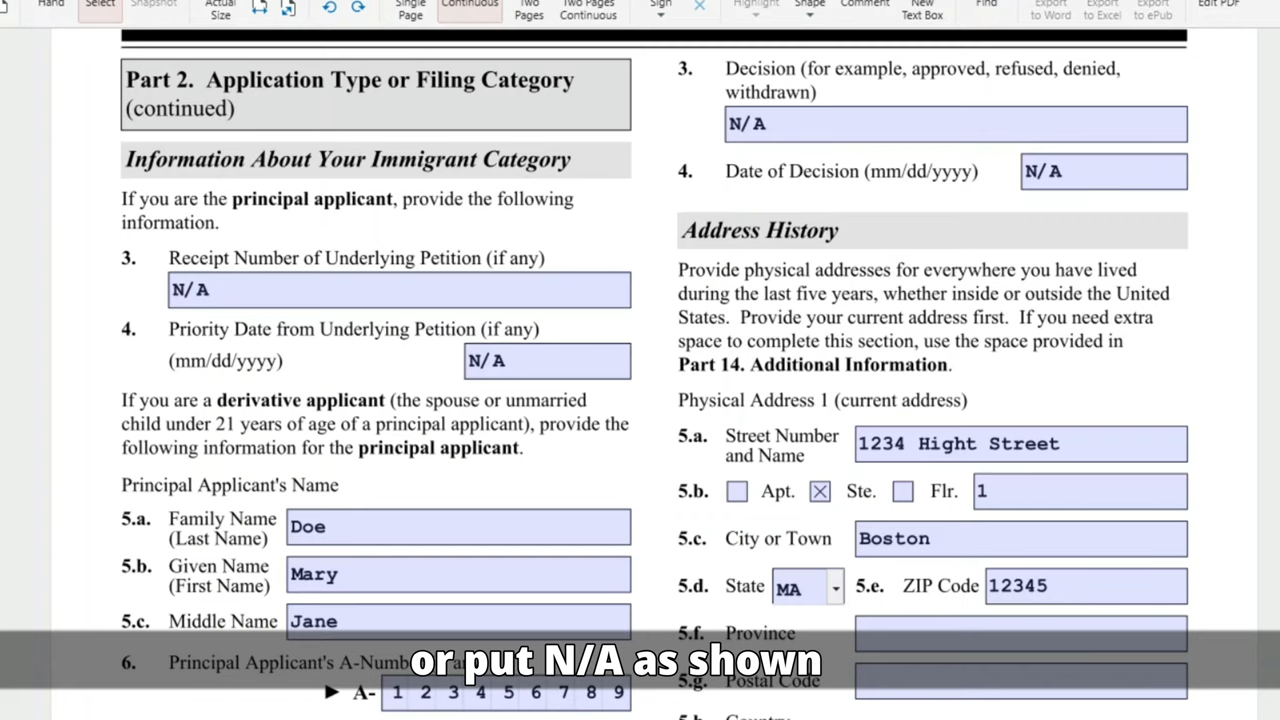 Hand
Select
Snapshot
Actual
Size
Single
Page
Continuous
Two
Pages
Two Pages
Continuous
Sign
Highlight
Shape
Comment
New
Text Box
Find
Export
to Word
Export
to Excel
Export
to ePub
Edit PDF
Part 2. Application Type or Filing Category
(continued)
Information About Your Immigrant Category
If you are the principal applicant, provide the following
information.
3. Receipt Number of Underlying Petition (if any)
N/A
4. Priority Date from Underlying Petition (if any)
(mm/dd/yyyy) N/A
If you are a derivative applicant (the spouse or unmarried
child under 21 years of age of a principal applicant), provide the
following information for the principal applicant.
Principal Applicant's Name
5.a. Family Name
(Last Name) Doe
5.b. Given Name
(First Name) Mary
5.c. Middle Name Jane
6. Principal Applicant's
► A- 1 2 3 4 5 6 7 8 9
3. Decision (for example, approved, refused, denied,
withdrawn)
N/A
4. Date of Decision (mm/dd/yyyy) N/A
Address History
Provide physical addresses for everywhere you have lived
during the last five years, whether inside or outside the United
States. Provide your current address first. If you need extra
space to complete this section, use the space provided in
Part 14. Additional Information.
Physical Address 1 (current address)
5.a. Street Number
and Name 1234 Hight Street
5.b. Apt. Ste. Flr. 1
5.c. City or Town Boston
5.d. State MA 5.e. ZIP Code 12345
5.f. Province
5.g. Postal Code
or put N/A as shown